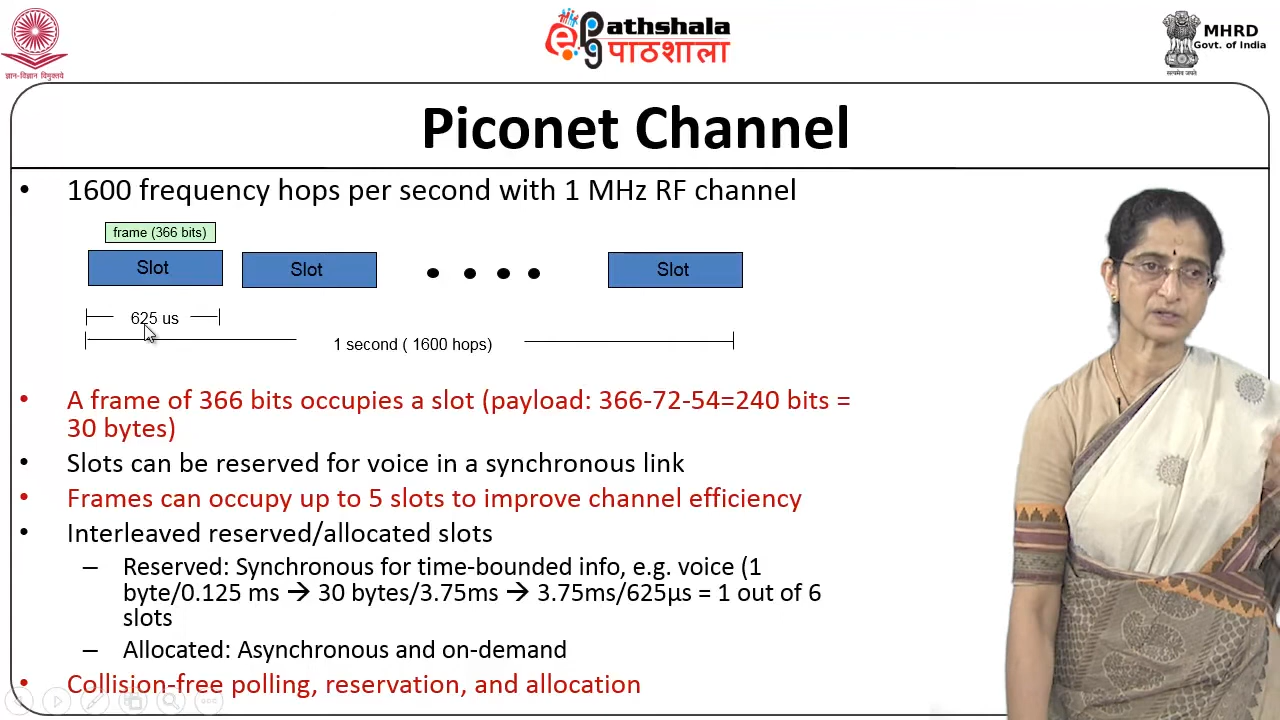 ज्ञान-विज्ञान विमुक्तये
ePGpathshala
पाठशाला
MHRD
Govt. of India
सत्यमेव जयते
Piconet Channel
• 1600 frequency hops per second with 1 MHz RF channel
frame (366 bits)
Slot Slot • • • • Slot
625 us
1 second ( 1600 hops)
• A frame of 366 bits occupies a slot (payload: 366-72-54=240 bits =
30 bytes)
• Slots can be reserved for voice in a synchronous link
• Frames can occupy up to 5 slots to improve channel efficiency
• Interleaved reserved/allocated slots
– Reserved: Synchronous for time-bounded info, e.g. voice (1
byte/0.125 ms → 30 bytes/3.75ms → 3.75ms/625µs = 1 out of 6
slots
– Allocated: Asynchronous and on-demand
• Collision-free polling, reservation, and allocation